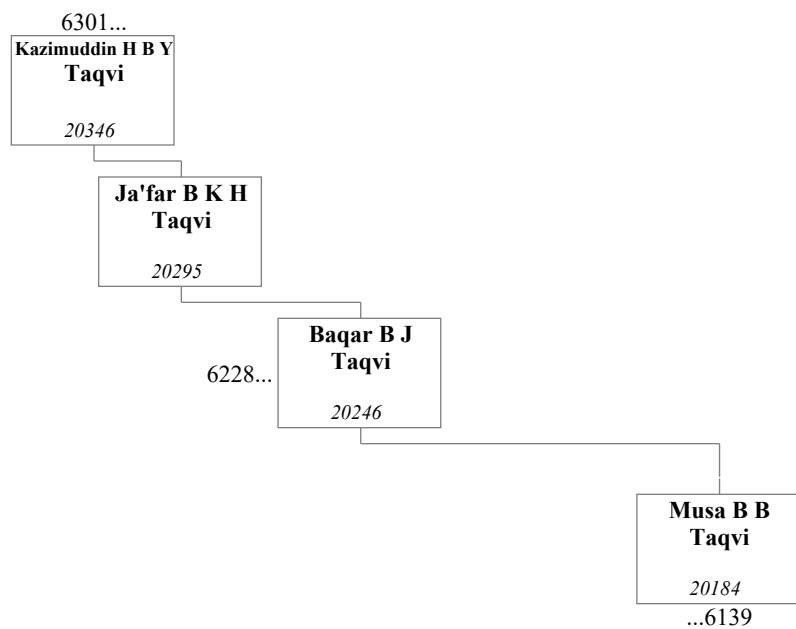 6301...
Kazimuddin H B Y
Taqvi
20346
Ja'far B K H
Taqvi
20295
Baqar B J
Taqvi
6228...
20246
Musa B B
Taqvi
20184
...6139